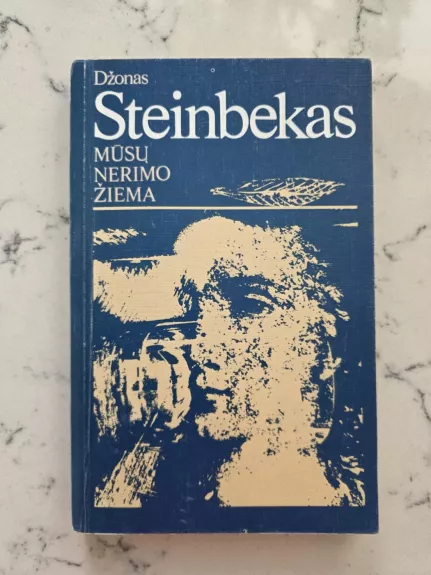 Džonas
Steinbekas
MŪSŲ
NERIMO
ŽIEMA